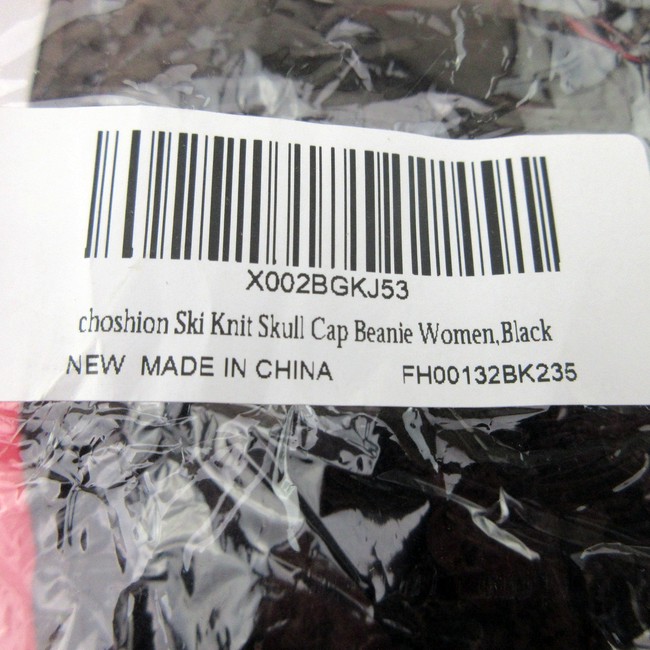 X002BGKJ53
choshion Ski Knit Skull Cap Beanie Women,Black
NEW MADE IN CHINA FH00132BK235